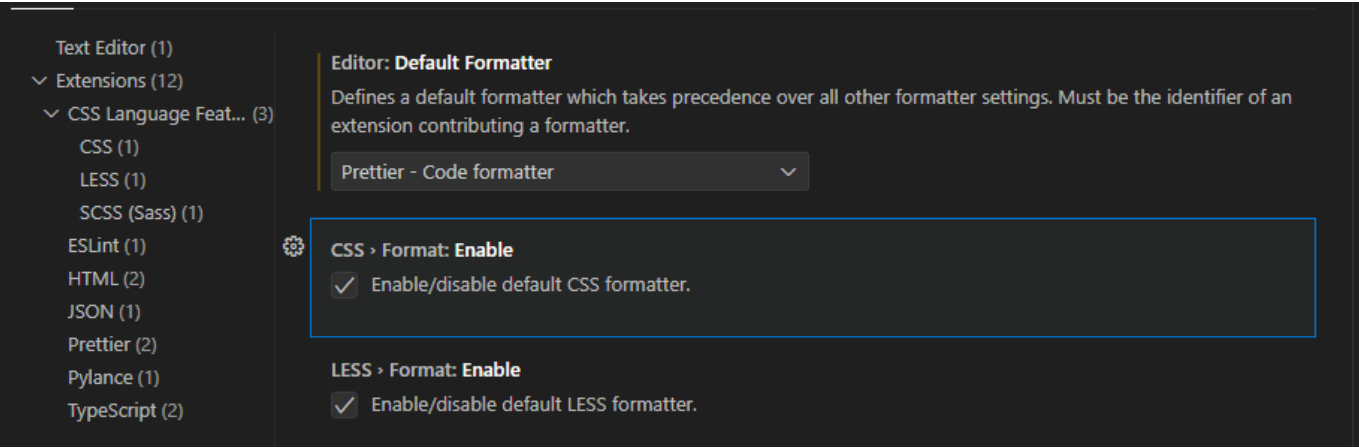 Text Editor (1)
Extensions (12)
CSS Language Feat... (3)
CSS (1)
LESS (1)
SCSS (Sass) (1)
ESLint (1)
HTML (2)
JSON (1)
Prettier (2)
Pylance (1)
TypeScript (2)
Editor: Default Formatter
Defines a default formatter which takes precedence over all other formatter settings. Must be the identifier of an
extension contributing a formatter.
Prettier - Code formatter
CSS › Format: Enable
Enable/disable default CSS formatter.
LESS › Format: Enable
Enable/disable default LESS formatter.